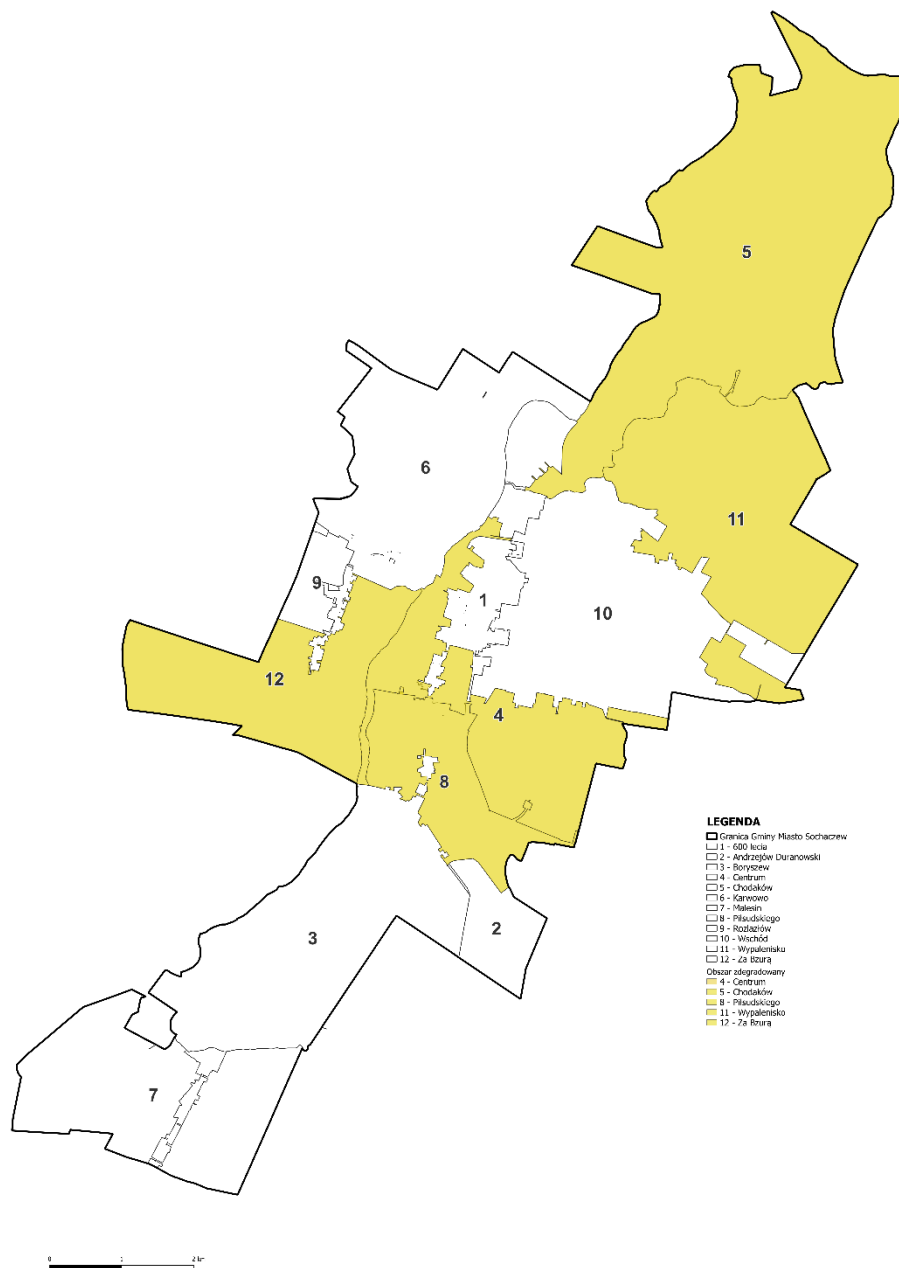 5
6
11
9
1
10
12
4
8
3
2
7
LEGENDA
Granica Gminy Miasto Sochaczew
1 - 600 lecia
2 - Andrzejów Duranowski
3 - Boryszew
4 - Centrum
5 - Chodaków
6 - Karwowo
7 - Malesin
8 - Piłsudskiego
9 - Rozlazłów
10 - Wschód
11 - Wypalenisku
12 - Za Bzurą
Obszar zdegradowany
4 - Centrum
5 - Chodaków
8 - Piłsudskiego
11 - Wypalenisko
12 - Za Bzurą
0 1 2 km